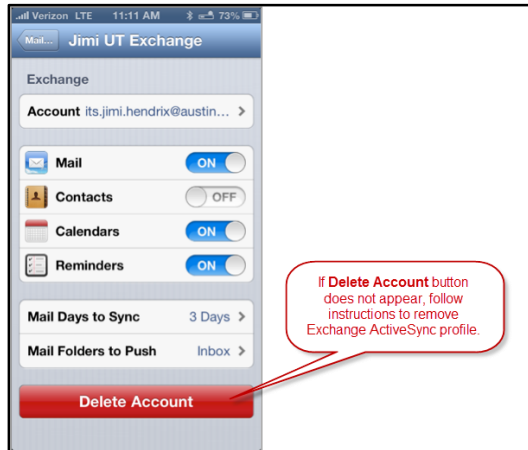 Verizon LTE 11:11 AM 73%
Mail... Jimi UT Exchange
Exchange
Account its.jimi.hendrix@austin... >
Mail ON
Contacts OFF
Calendars ON
Reminders ON
Mail Days to Sync 3 Days >
Mail Folders to Push Inbox >
Delete Account
If Delete Account button
does not appear, follow
instructions to remove
Exchange ActiveSync profile.